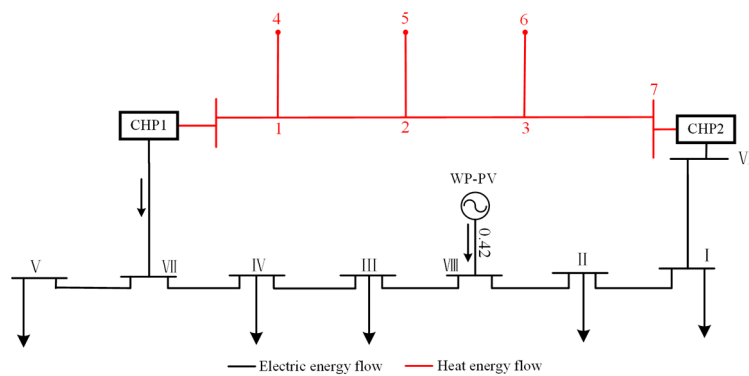 4 5 6
7
CHP1
CHP2
1 2 3
V
WP-PV
0.42
V Ⅶ Ⅳ Ⅲ Ⅷ Ⅱ Ⅰ
Electric energy flow Heat energy flow